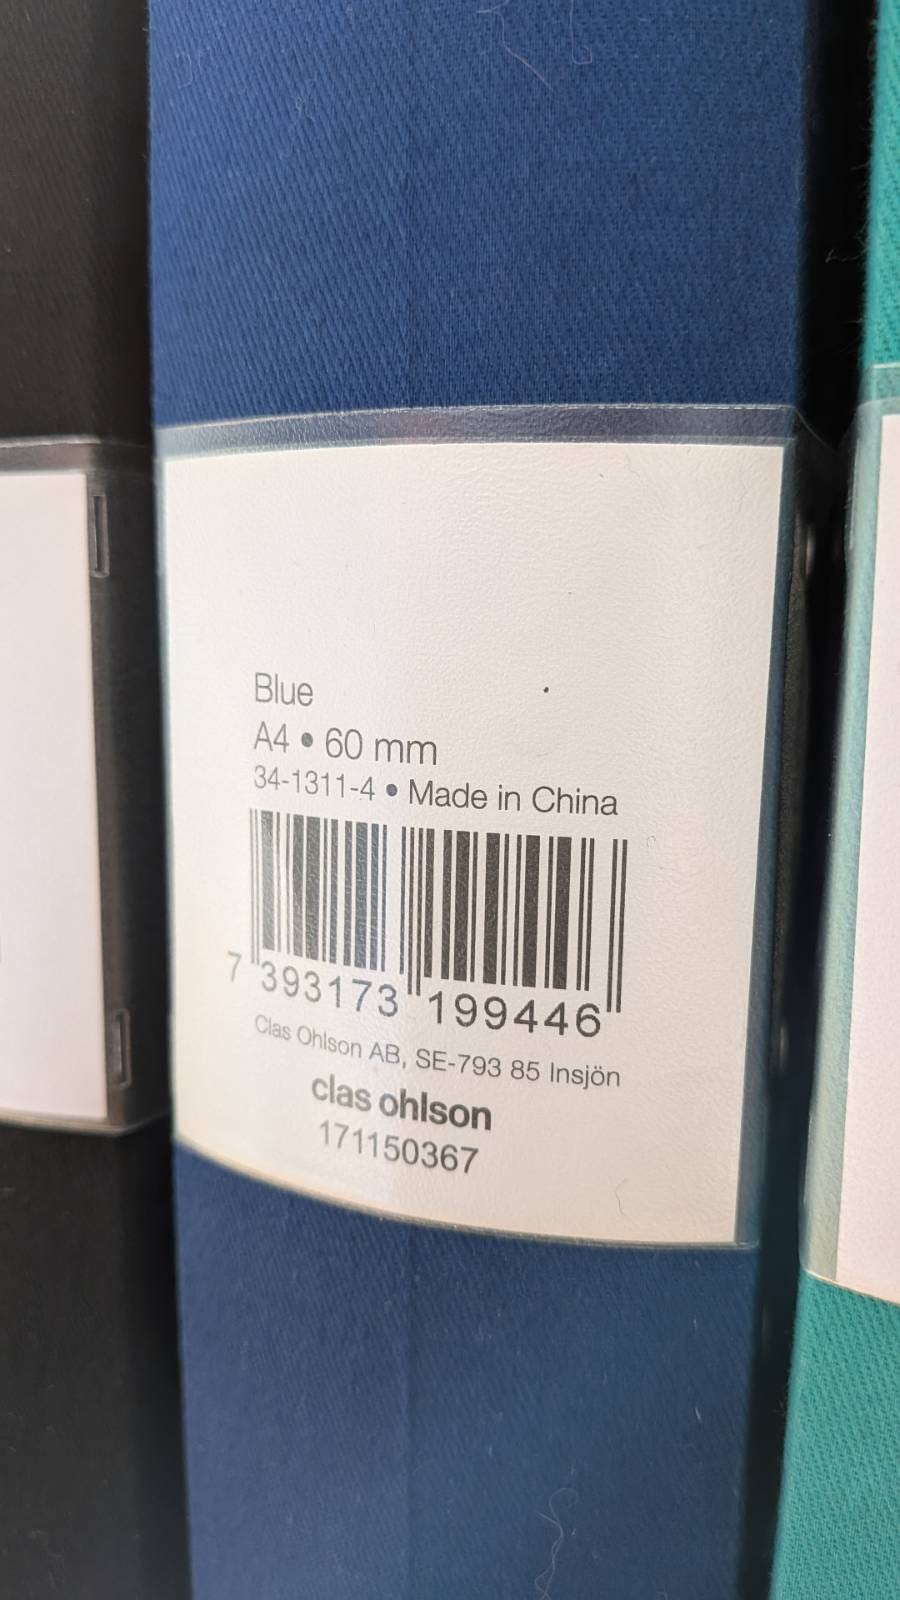 Blue
A4 • 60 mm
34-1311-4 • Made in China
7 393173 199446
Clas Ohlson AB, SE-793 85 Insjön
clas ohlson
171150367